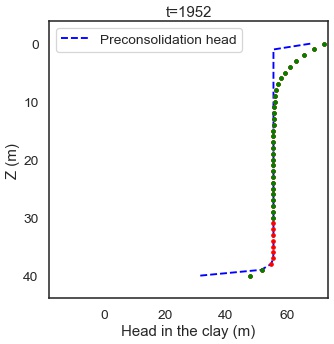 t=1952
Preconsolidation head
0
10
20
30
40
Z (m)
0 20 40 60
Head in the clay (m)